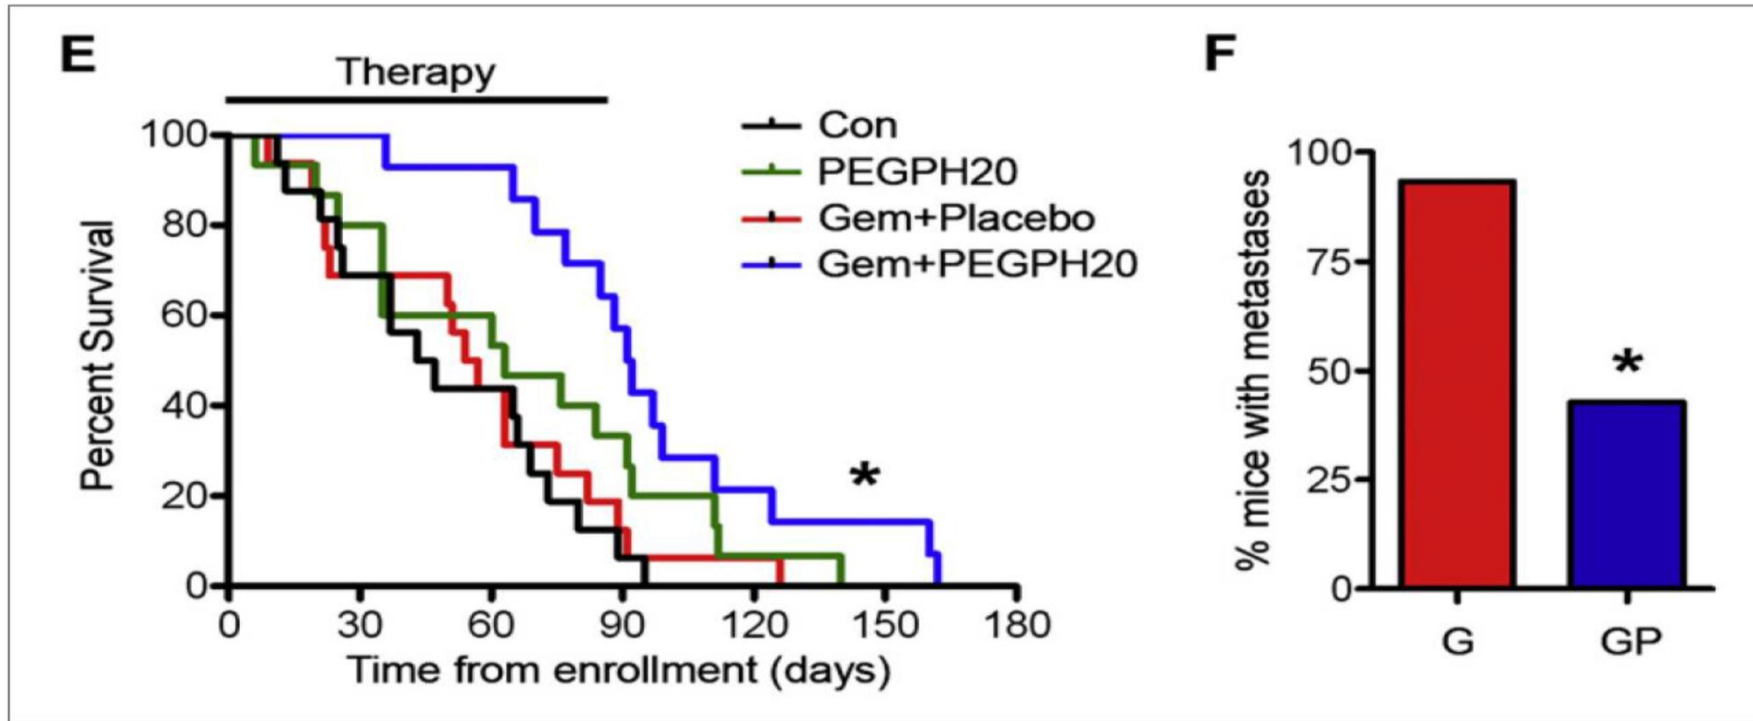 E
Therapy
Con
PEGPH20
Gem+Placebo
Gem+PEGPH20
100
80
60
40
20
0
Percent Survival
*
0 30 60 90 120 150 180
Time from enrollment (days)
F
100
75
50
25
0
% mice with metastases
*
G GP